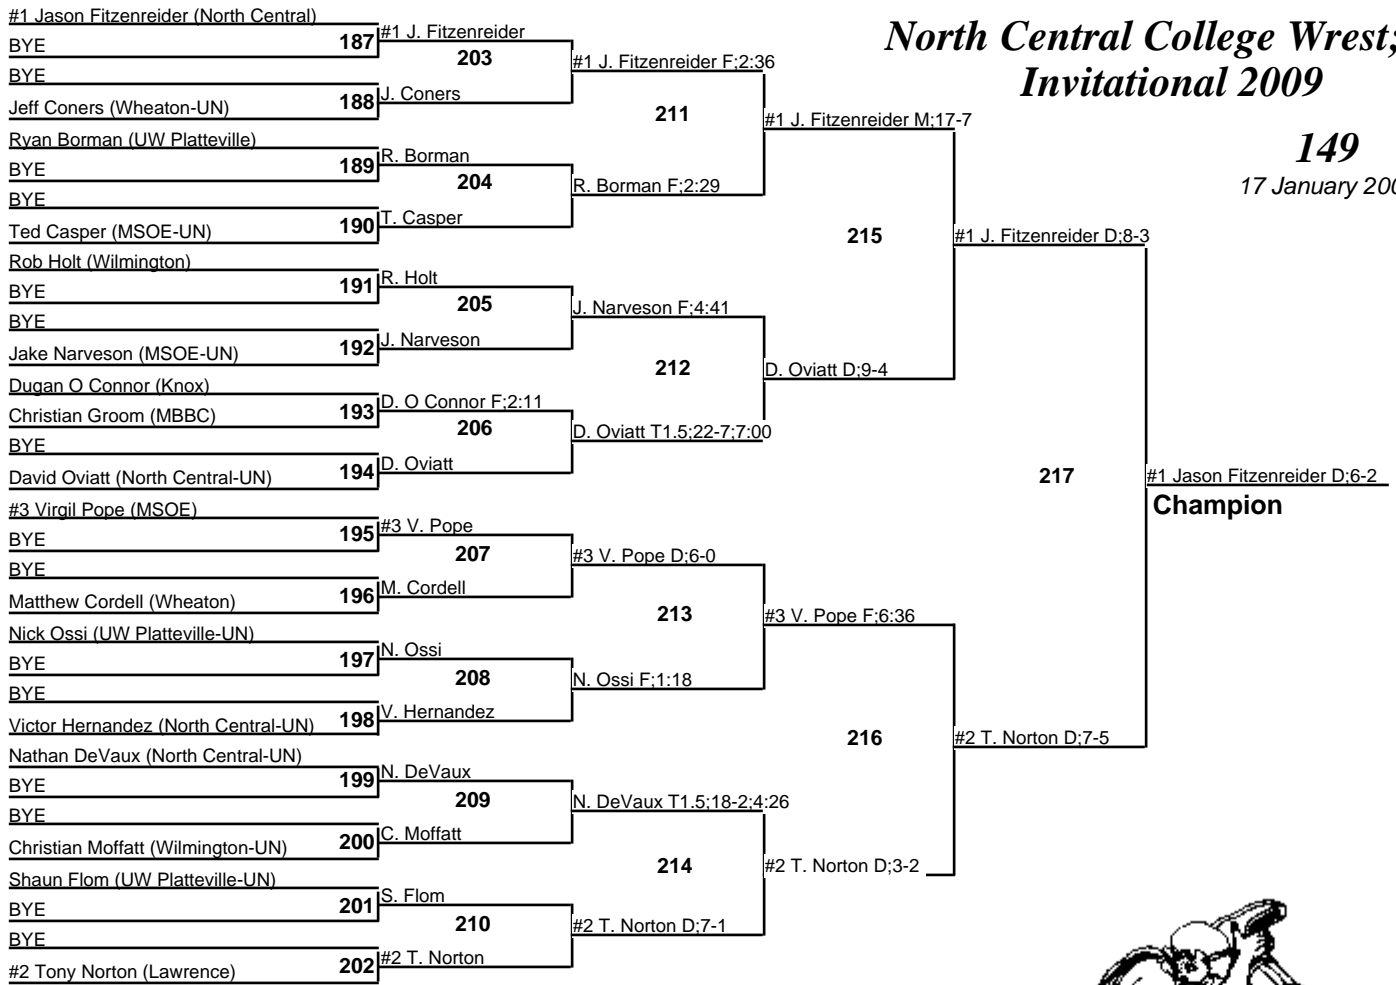 North Central College Wrest;
Invitational 2009
149
17 January 200
#1 Jason Fitzenreider (North Central)
BYE
187
BYE
Jeff Coners (Wheaton-UN)
188
Ryan Borman (UW Platteville)
BYE
189
BYE
Ted Casper (MSOE-UN)
190
Rob Holt (Wilmington)
BYE
191
BYE
Jake Narveson (MSOE-UN)
192
Dugan O Connor (Knox)
Christian Groom (MBBC)
193
BYE
David Oviatt (North Central-UN)
194
#3 Virgil Pope (MSOE)
BYE
195
BYE
Matthew Cordell (Wheaton)
196
Nick Ossi (UW Platteville-UN)
BYE
197
BYE
Victor Hernandez (North Central-UN)
198
Nathan DeVaux (North Central-UN)
BYE
199
BYE
Christian Moffatt (Wilmington-UN)
200
Shaun Flom (UW Platteville-UN)
BYE
201
BYE
#2 Tony Norton (Lawrence)
202
#1 J. Fitzenreider
203
J. Coners
R. Borman
204
T. Casper
R. Holt
205
J. Narveson
D. O Connor F;2:11
206
D. Oviatt
#3 V. Pope
207
M. Cordell
N. Ossi
208
V. Hernandez
N. DeVaux
209
C. Moffatt
S. Flom
210
#2 T. Norton
#1 J. Fitzenreider F;2:36
211
R. Borman F;2:29
J. Narveson F;4:41
212
D. Oviatt T1.5;22-7;7:00
#3 V. Pope D;6-0
213
N. Ossi F;1:18
N. DeVaux T1.5;18-2;4:26
214
#2 T. Norton D;7-1
#1 J. Fitzenreider M;17-7
215
D. Oviatt D;9-4
#3 V. Pope F;6:36
216
#2 T. Norton D;3-2
#1 J. Fitzenreider D;8-3
217
#2 T. Norton D;7-5
#1 Jason Fitzenreider D;6-2
Champion